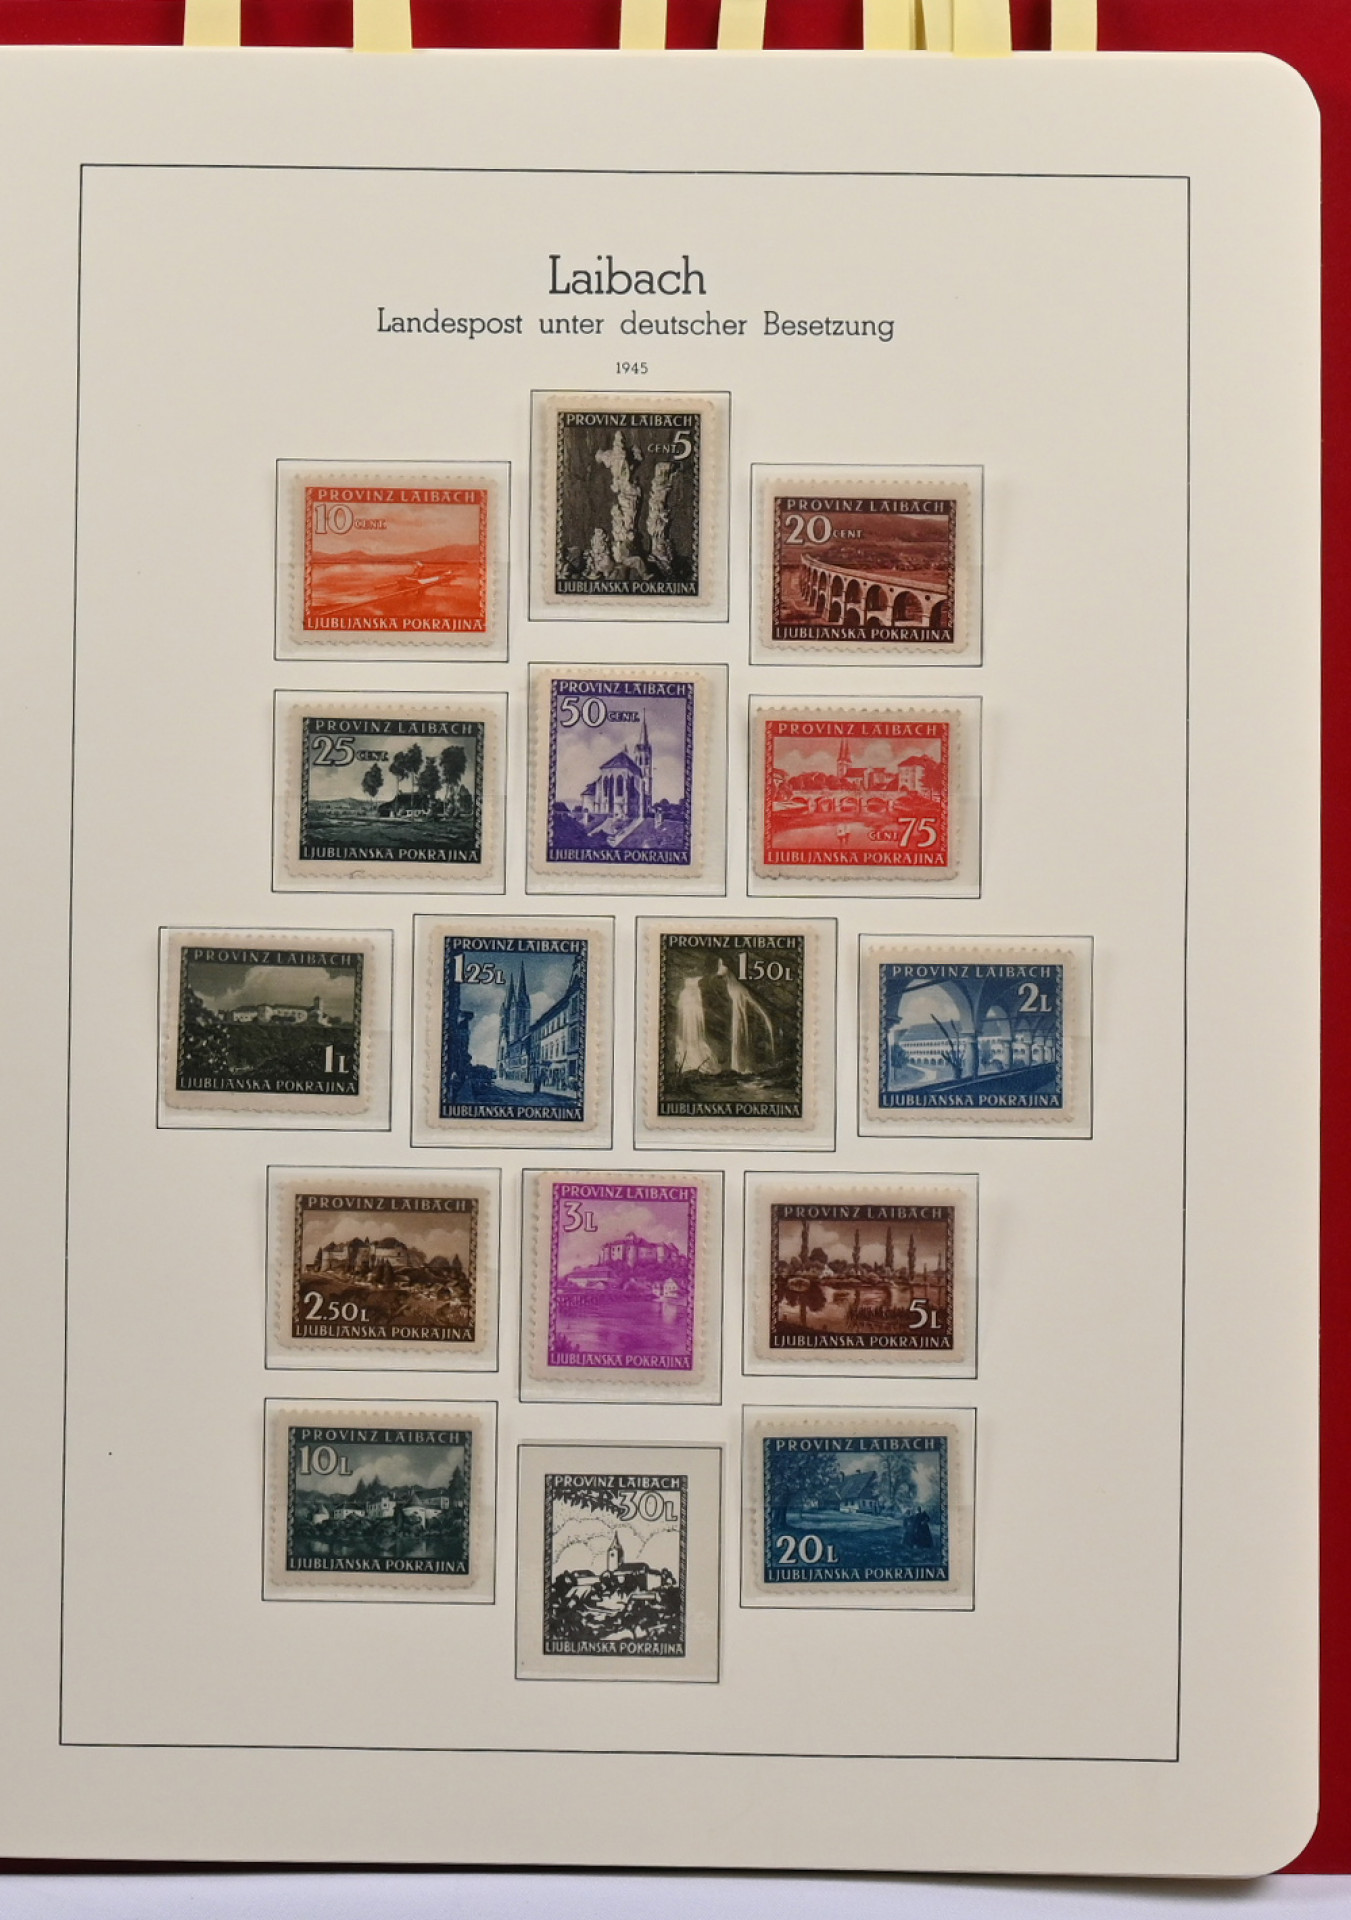 Laibach
Landespost unter deutscher Besetzung
1945
PROVINZ LAIBACH
CENT. 5
LJUBLJANSKA POKRAJINA
PROVINZ LAIBACH
10 CENT.
LJUBLJANSKA POKRAJINA
PROVINZ LAIBACH
20 CENT
LJUBLJANSKA POKRAJINA
PROVINZ LAIBACH
25 CENT.
LJUBLJANSKA POKRAJINA
PROVINZ LAIBACH
50 CENT.
LJUBLJANSKA POKRAJINA
PROVINZ LAIBACH
CENT. 75
LJUBLJANSKA POKRAJINA
PROVINZ LAIBACH
1L
LJUBLJANSKA POKRAJINA
PROVINZ LAIBACH
1.25L
LJUBLJANSKA POKRAJINA
PROVINZ LAIBACH
1.50L
LJUBLJANSKA POKRAJINA
PROVINZ LAIBACH
2L
LJUBLJANSKA POKRAJINA
PROVINZ LAIBACH
2.50L
LJUBLJANSKA POKRAJINA
PROVINZ LAIBACH
3L
LJUBLJANSKA POKRAJINA
PROVINZ LAIBACH
5L
LJUBLJANSKA POKRAJINA
PROVINZ LAIBACH
10L
LJUBLJANSKA POKRAJINA
PROVINZ LAIBACH
30L
LJUBLJANSKA POKRAJINA
PROVINZ LAIBACH
20L
LJUBLJANSKA POKRAJINA